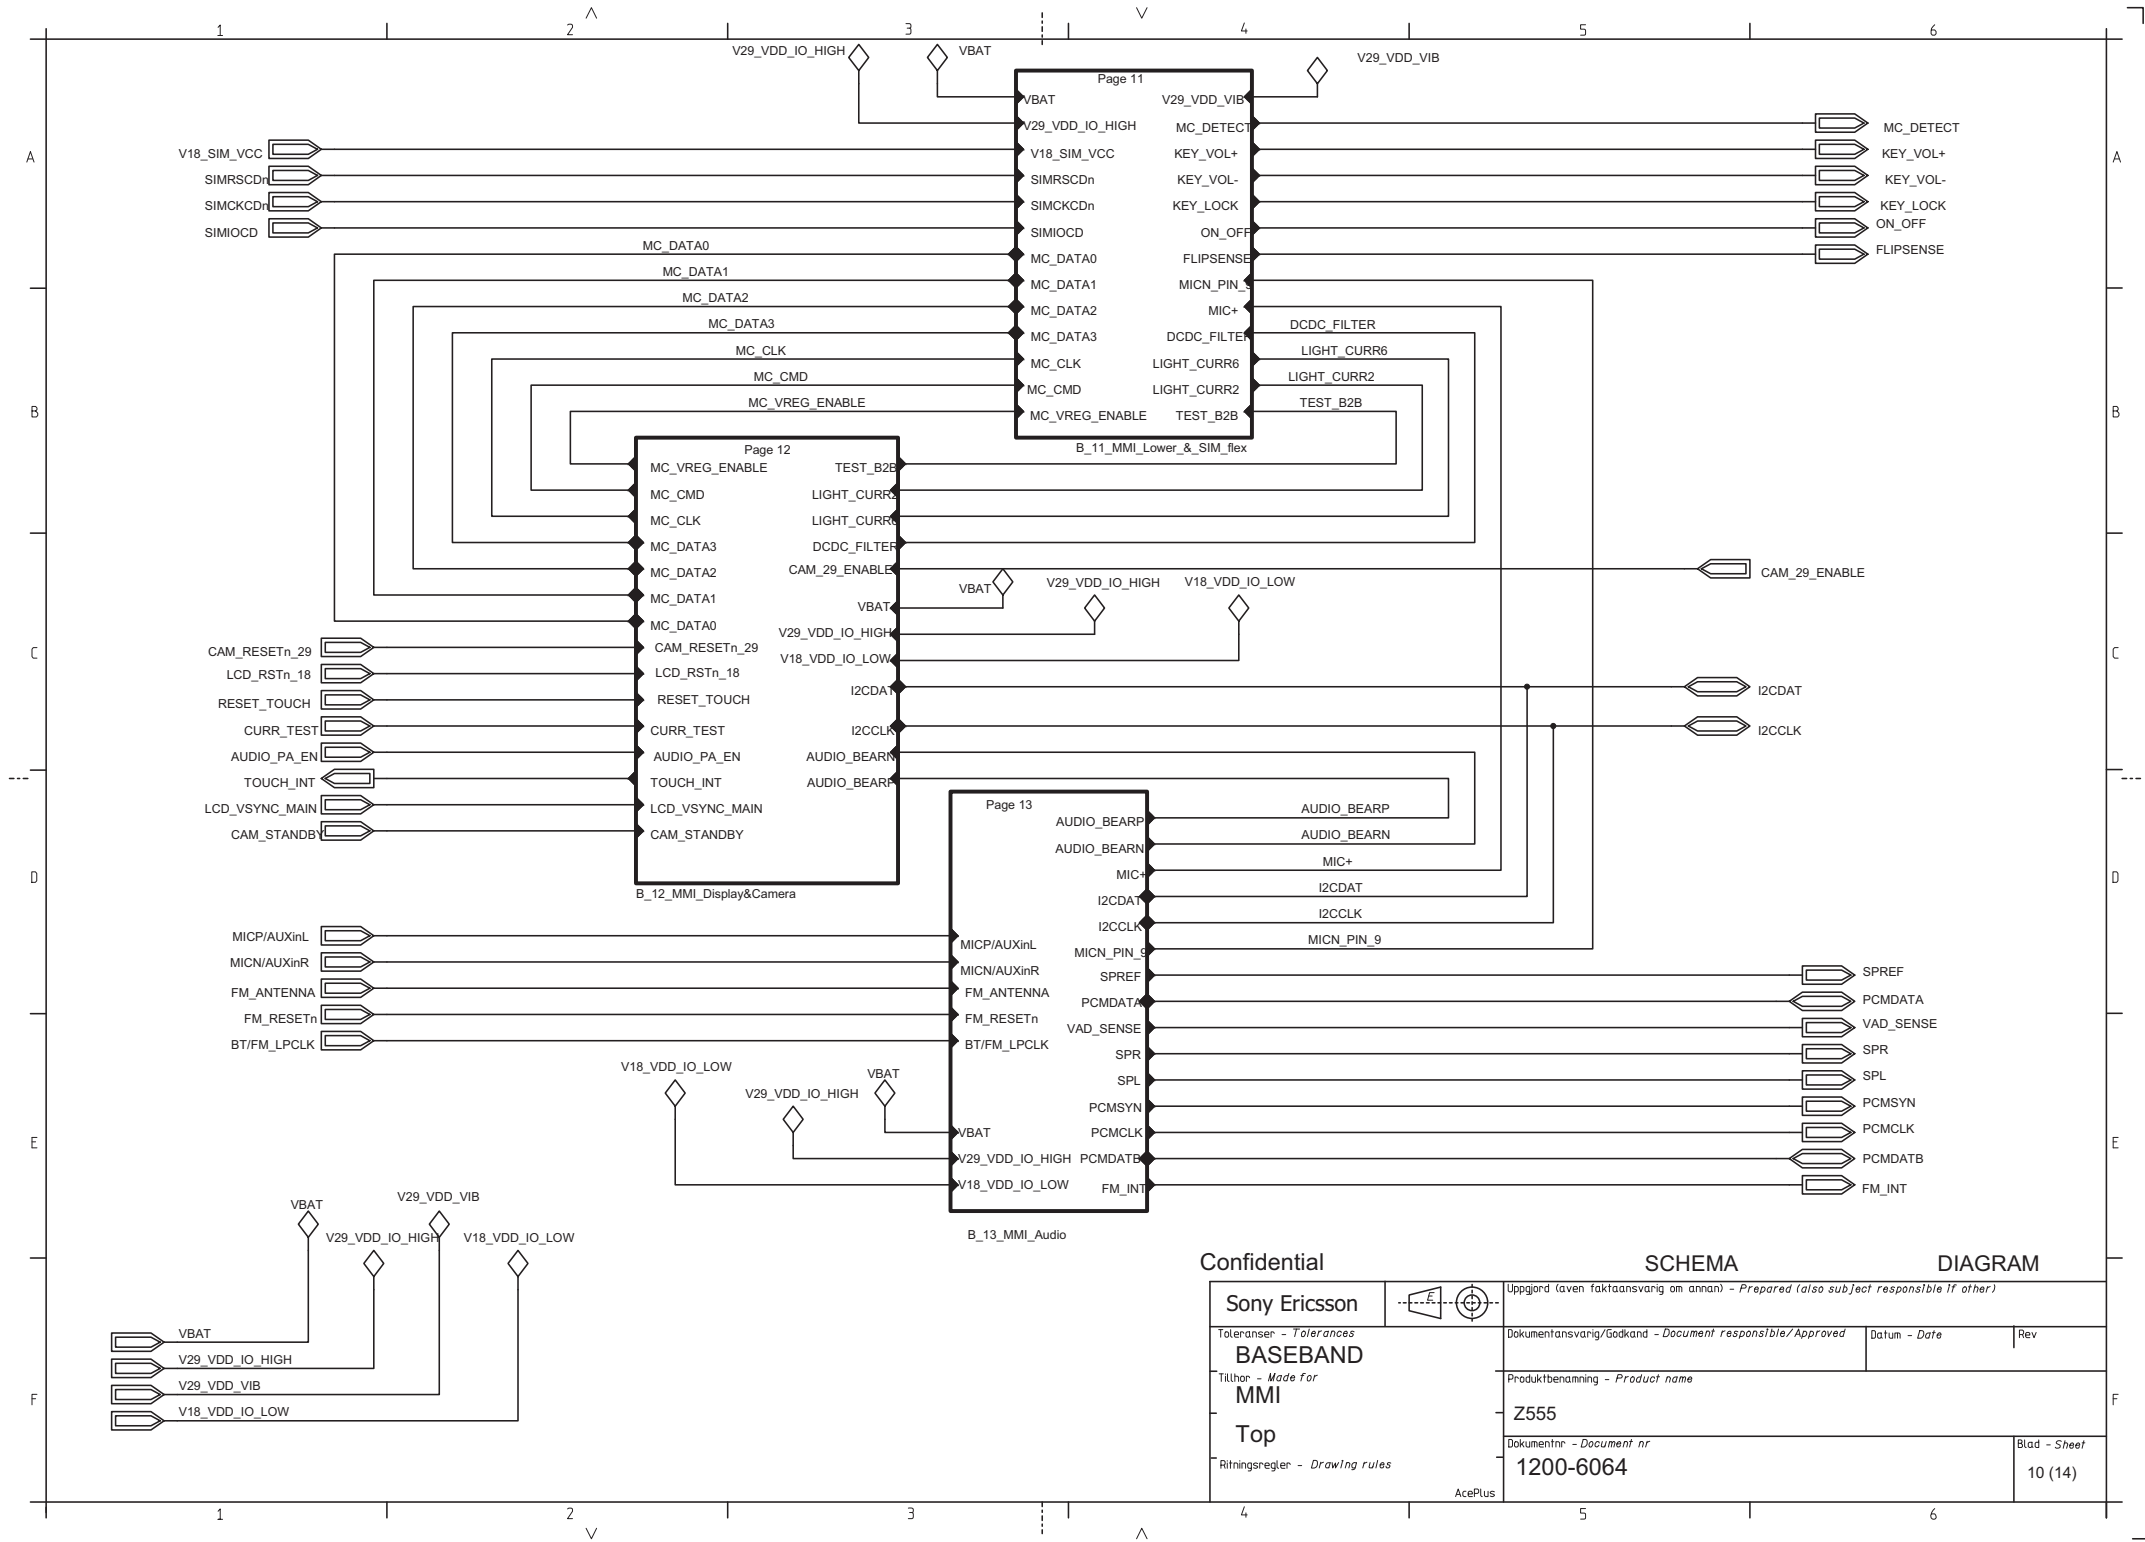 1 2 3 4 5 6
V29_VDD_IO_HIGH VBAT V29_VDD_VIB
Page 11
VBAT V29_VDD_VIB
V29_VDD_IO_HIGH MC_DETECT MC_DETECT
A A
V18_SIM_VCC V18_SIM_VCC KEY_VOL+ KEY_VOL+
SIMRSCDn SIMRSCDn KEY_VOL- KEY_VOL-
SIMCKCDn SIMCKCDn KEY_LOCK KEY_LOCK
SIMIOCD SIMIOCD ON_OFF ON_OFF
MC_DATA0 MC_DATA0 FLIPSENSE FLIPSENSE
MC_DATA1 MC_DATA1 MICN_PIN_9
MC_DATA2 MC_DATA2 MIC+
MC_DATA3 MC_DATA3 DCDC_FILTER DCDC_FILTER
MC_CLK MC_CLK LIGHT_CURR6 LIGHT_CURR6
MC_CMD MC_CMD LIGHT_CURR2 LIGHT_CURR2
B MC_VREG_ENABLE MC_VREG_ENABLE TEST_B2B TEST_B2B B
B_11_MMI_Lower_&_SIM_flex
Page 12
MC_VREG_ENABLE TEST_B2B
MC_CMD LIGHT_CURR2
MC_CLK LIGHT_CURR6
MC_DATA3 DCDC_FILTER
MC_DATA2 CAM_29_ENABLE CAM_29_ENABLE
VBAT V29_VDD_IO_HIGH V18_VDD_IO_LOW
MC_DATA1 VBAT
MC_DATA0 V29_VDD_IO_HIGH
C C
CAM_RESETn_29 CAM_RESETn_29 V18_VDD_IO_LOW
LCD_RSTn_18 LCD_RSTn_18 I2CDAT I2CDAT
RESET_TOUCH RESET_TOUCH
CURR_TEST CURR_TEST I2CCLK I2CCLK
AUDIO_PA_EN AUDIO_PA_EN AUDIO_BEARN
TOUCH_INT TOUCH_INT AUDIO_BEARP
LCD_VSYNC_MAIN LCD_VSYNC_MAIN
CAM_STANDBY CAM_STANDBY
B_12_MMI_Display&Camera
Page 13
AUDIO_BEARP AUDIO_BEARP
AUDIO_BEARN AUDIO_BEARN
D MIC+ MIC+ D
I2CDAT I2CDAT
I2CCLK I2CCLK
MICP/AUXinL MICP/AUXinL MICN_PIN_9 MICN_PIN_9
MICN/AUXinR MICN/AUXinR SPREF SPREF
FM_ANTENNA FM_ANTENNA PCMDATA PCMDATA
FM_RESETn FM_RESETn VAD_SENSE VAD_SENSE
BT/FM_LPCLK BT/FM_LPCLK SPR SPR
V18_VDD_IO_LOW V29_VDD_IO_HIGH VBAT SPL SPL
PCMSYN PCMSYN
E VBAT PCMCLK PCMCLK E
V29_VDD_IO_HIGH PCMDATB PCMDATB
V18_VDD_IO_LOW FM_INT FM_INT
B_13_MMI_Audio
VBAT V29_VDD_VIB
V29_VDD_IO_HIGH V18_VDD_IO_LOW
VBAT
V29_VDD_IO_HIGH
V29_VDD_VIB
V18_VDD_IO_LOW
F F
Confidential SCHEMA DIAGRAM
Sony Ericsson E Uppgjord (aven faktaansvarig om annan) - Prepared (also subject responsible if other)
Toleranser - Tolerances Dokumentansvarig/Godkand - Document responsible/Approved Datum - Date Rev
BASEBAND
Tillhor - Made for Produktbenamning - Product name
MMI
Z555
Top
Dokumentnr - Document nr Blad - Sheet
Ritningsregler - Drawing rules 1200-6064 10 (14)
AcePlus
1 2 3 4 5 6